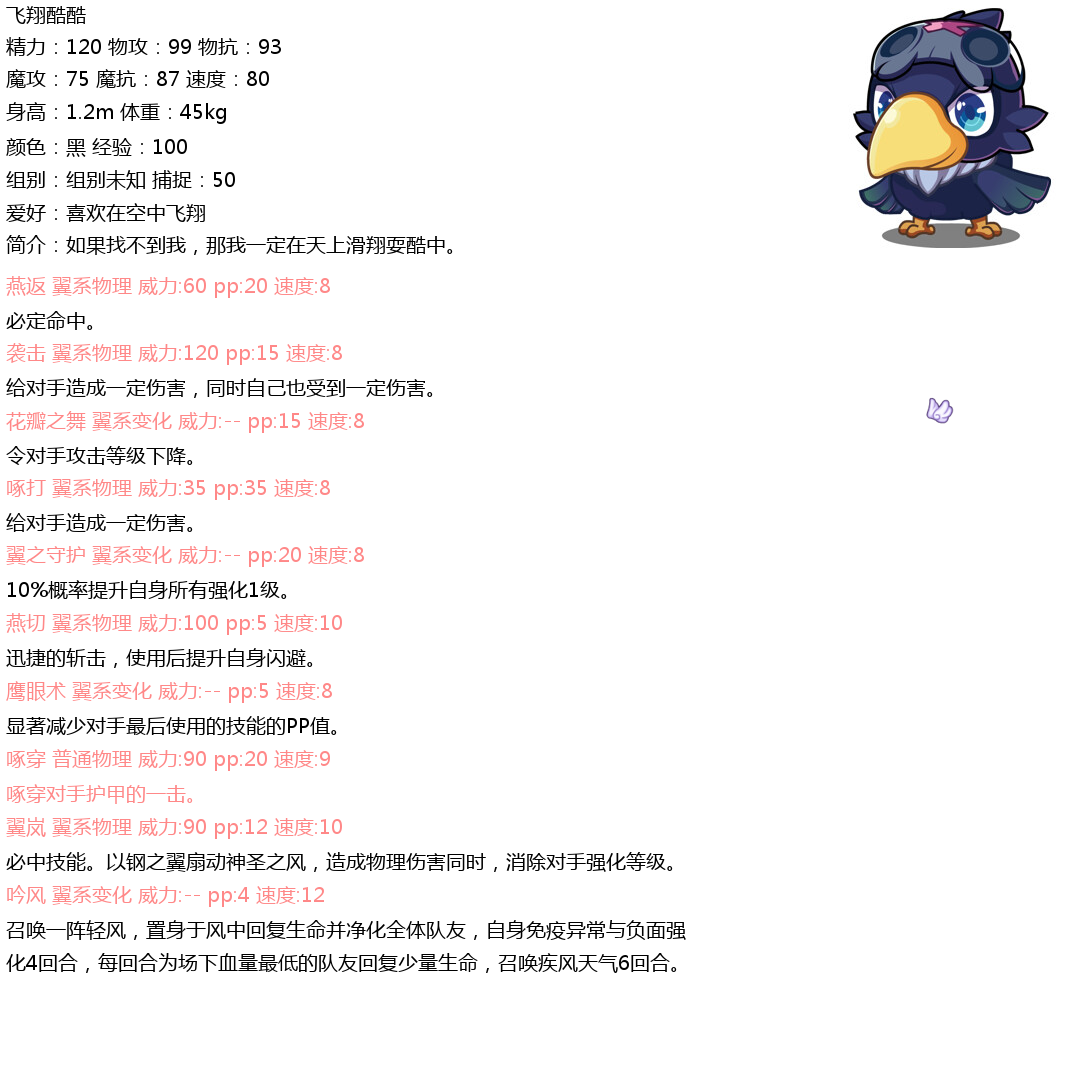 飞翔酷酷
精力：120 物攻：99 物抗：93
魔攻：75 魔抗：87 速度：80
身高：1.2m 体重：45kg
颜色：黑 经验：100
组别：组别未知 捕捉：50
爱好：喜欢在空中飞翔
简介：如果找不到我，那我一定在天上滑翔耍酷中。
燕返 翼系物理 威力:60 pp:20 速度:8
必定命中。
袭击 翼系物理 威力:120 pp:15 速度:8
给对手造成一定伤害，同时自己也受到一定伤害。
花瓣之舞 翼系变化 威力:-- pp:15 速度:8
令对手攻击等级下降。
啄打 翼系物理 威力:35 pp:35 速度:8
给对手造成一定伤害。
翼之守护 翼系变化 威力:-- pp:20 速度:8
10%概率提升自身所有强化1级。
燕切 翼系物理 威力:100 pp:5 速度:10
迅捷的斩击，使用后提升自身闪避。
鹰眼术 翼系变化 威力:-- pp:5 速度:8
显著减少对手最后使用的技能的PP值。
啄穿 普通物理 威力:90 pp:20 速度:9
啄穿对手护甲的一击。
翼岚 翼系物理 威力:90 pp:12 速度:10
必中技能。以钢之翼扇动神圣之风，造成物理伤害同时，消除对手强化等级。
吟风 翼系变化 威力:-- pp:4 速度:12
召唤一阵轻风，置身于风中回复生命并净化全体队友，自身免疫异常与负面强
化4回合，每回合为场下血量最低的队友回复少量生命，召唤疾风天气6回合。